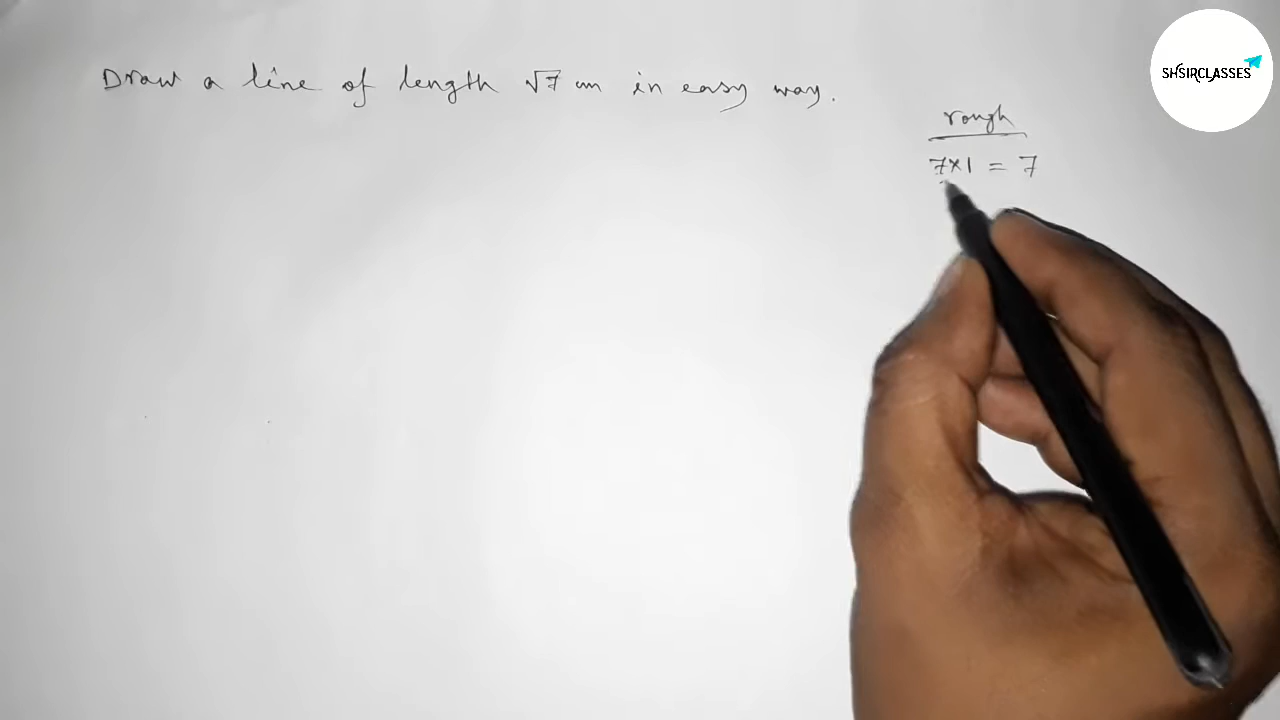 Draw a line of length √7 cm in easy way.
rough
7×1 = 7
SHSIRCLASSES